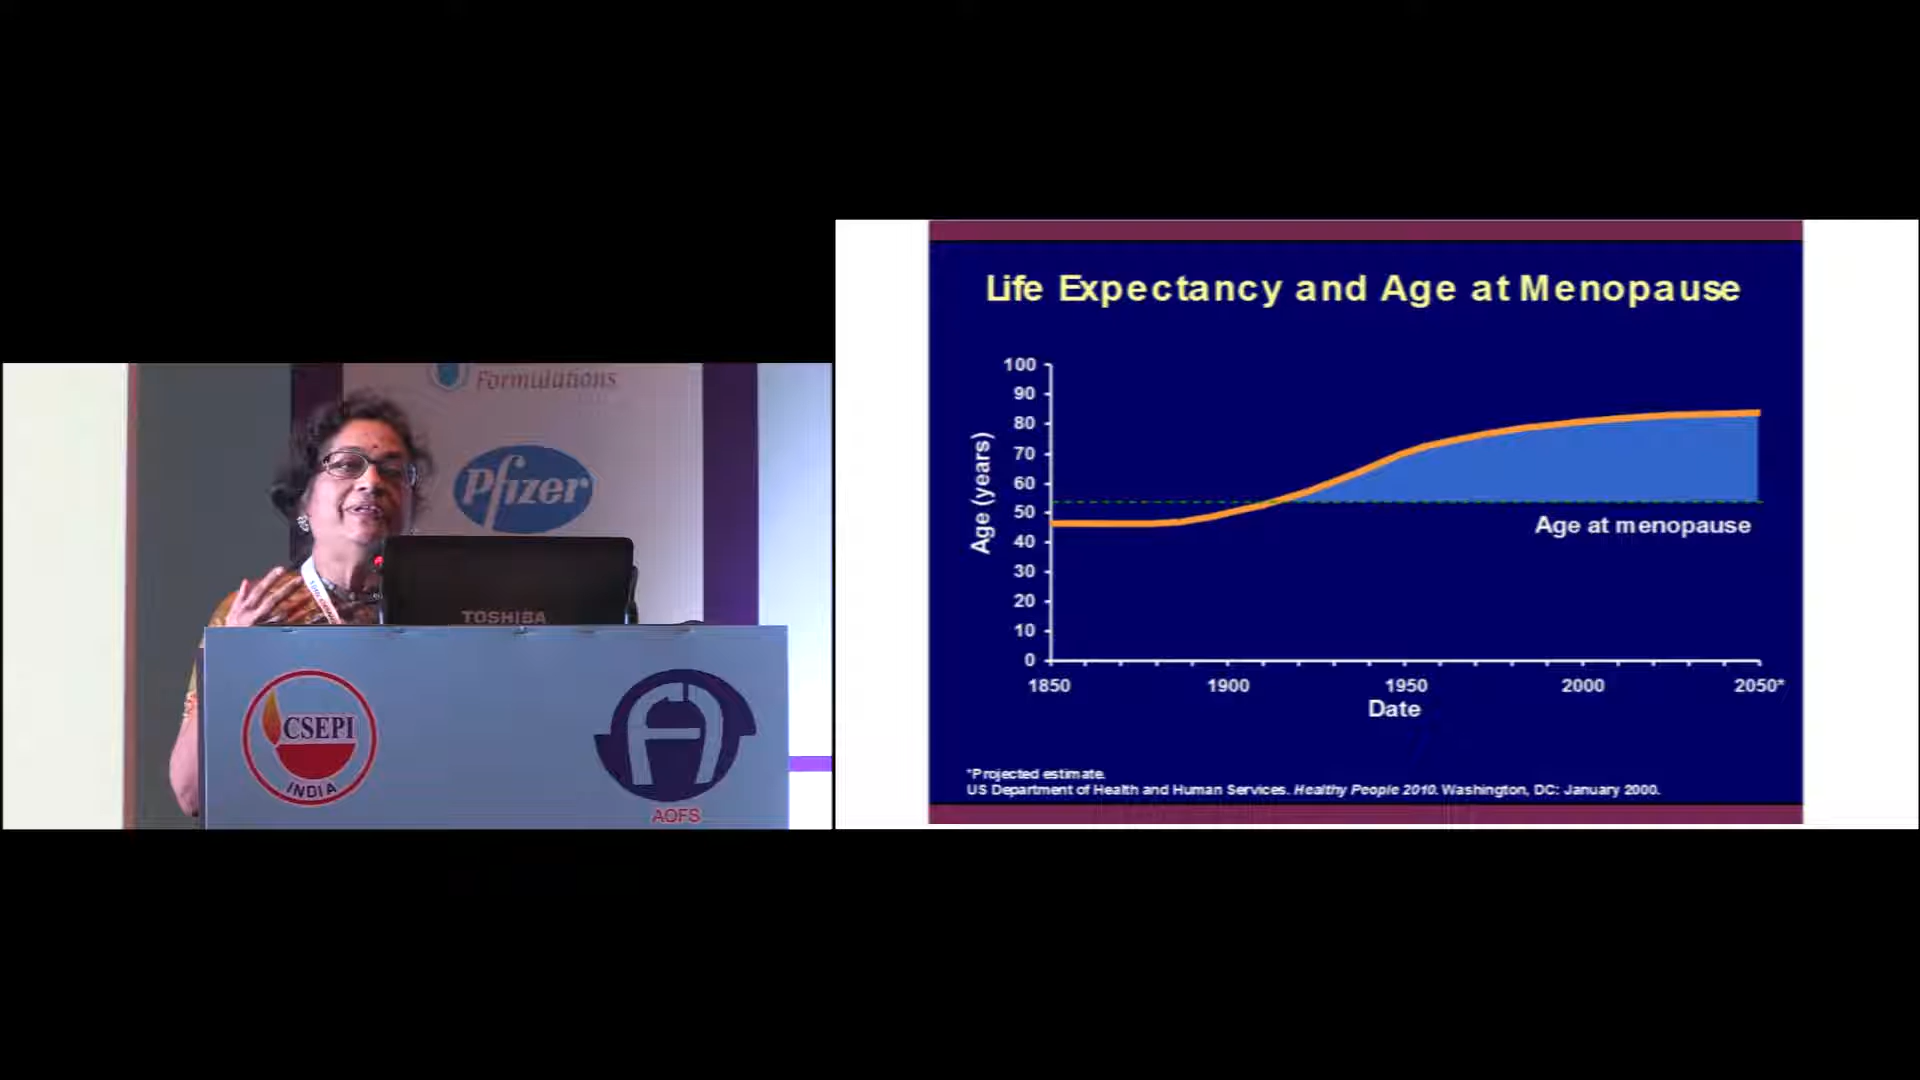 Formulations
Pfizer
TOSHIBA
CSEPI
INDIA
AOFS
Life Expectancy and Age at Menopause
100
90
80
70
60
50
40
30
20
10
0
Age (years)
Age at menopause
1850 1900 1950 2000 2050*
Date
*Projected estimate.
US Department of Health and Human Services. Healthy People 2010. Washington, DC: January 2000.